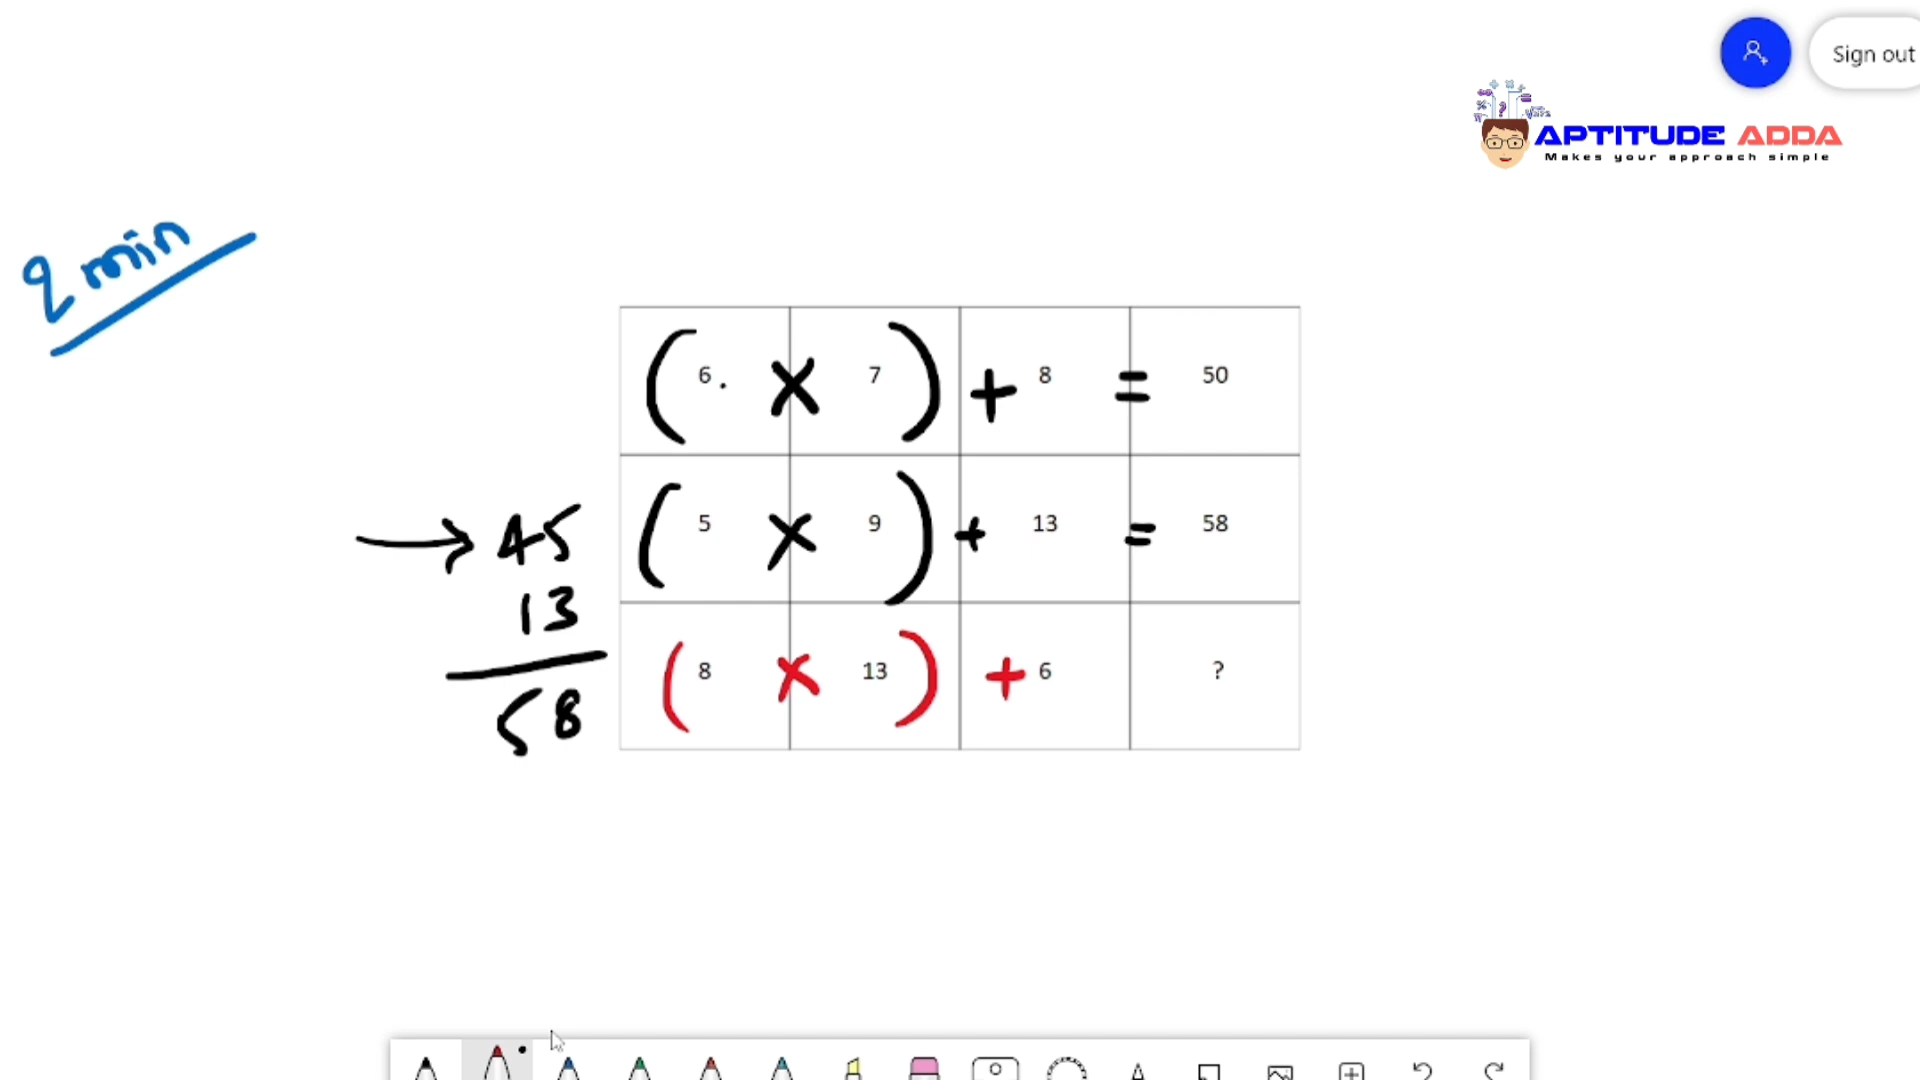 Sign out
APTITUDE ADDA
Makes your approach simple
2 min
(6. × 7) + 8 = 50
(5 × 9) + 13 = 58
(8 × 13) + 6 ?
→ 45
13
58